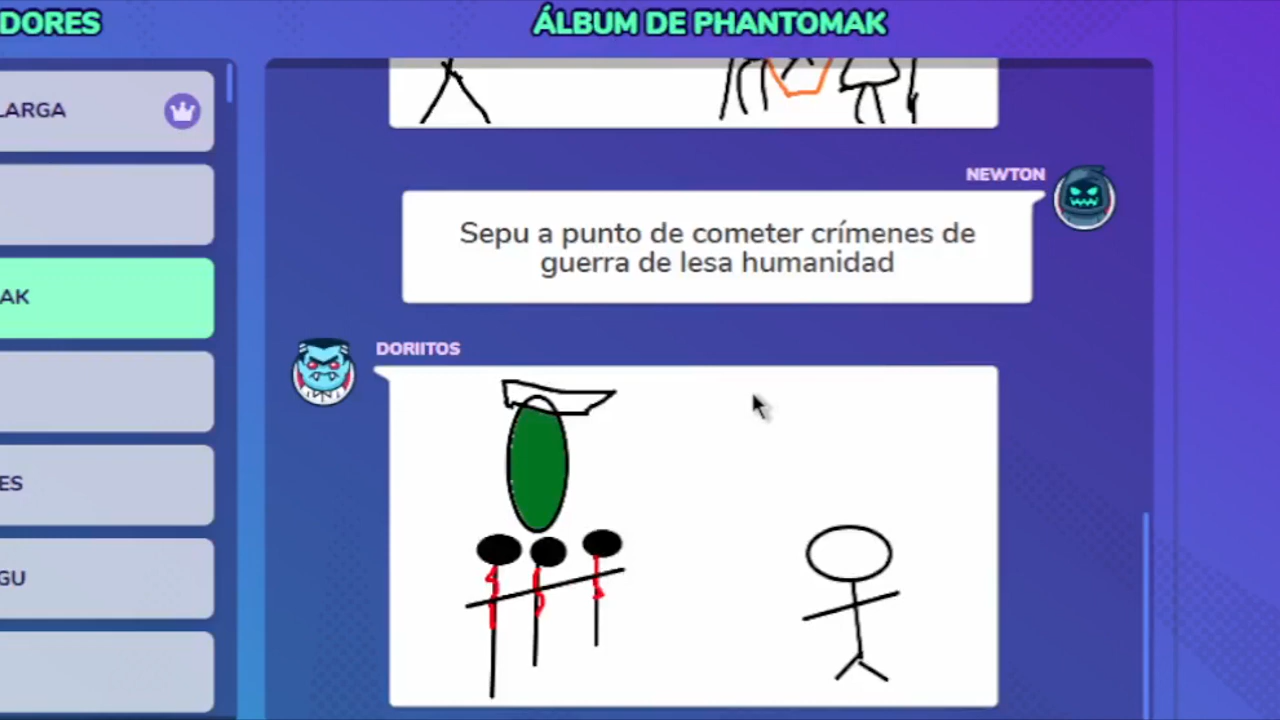 DORES
ÁLBUM DE PHANTOMAK
LARGA
AK
ES
GU
NEWTON
Sepu a punto de cometer crímenes de
guerra de lesa humanidad
DORIITOS